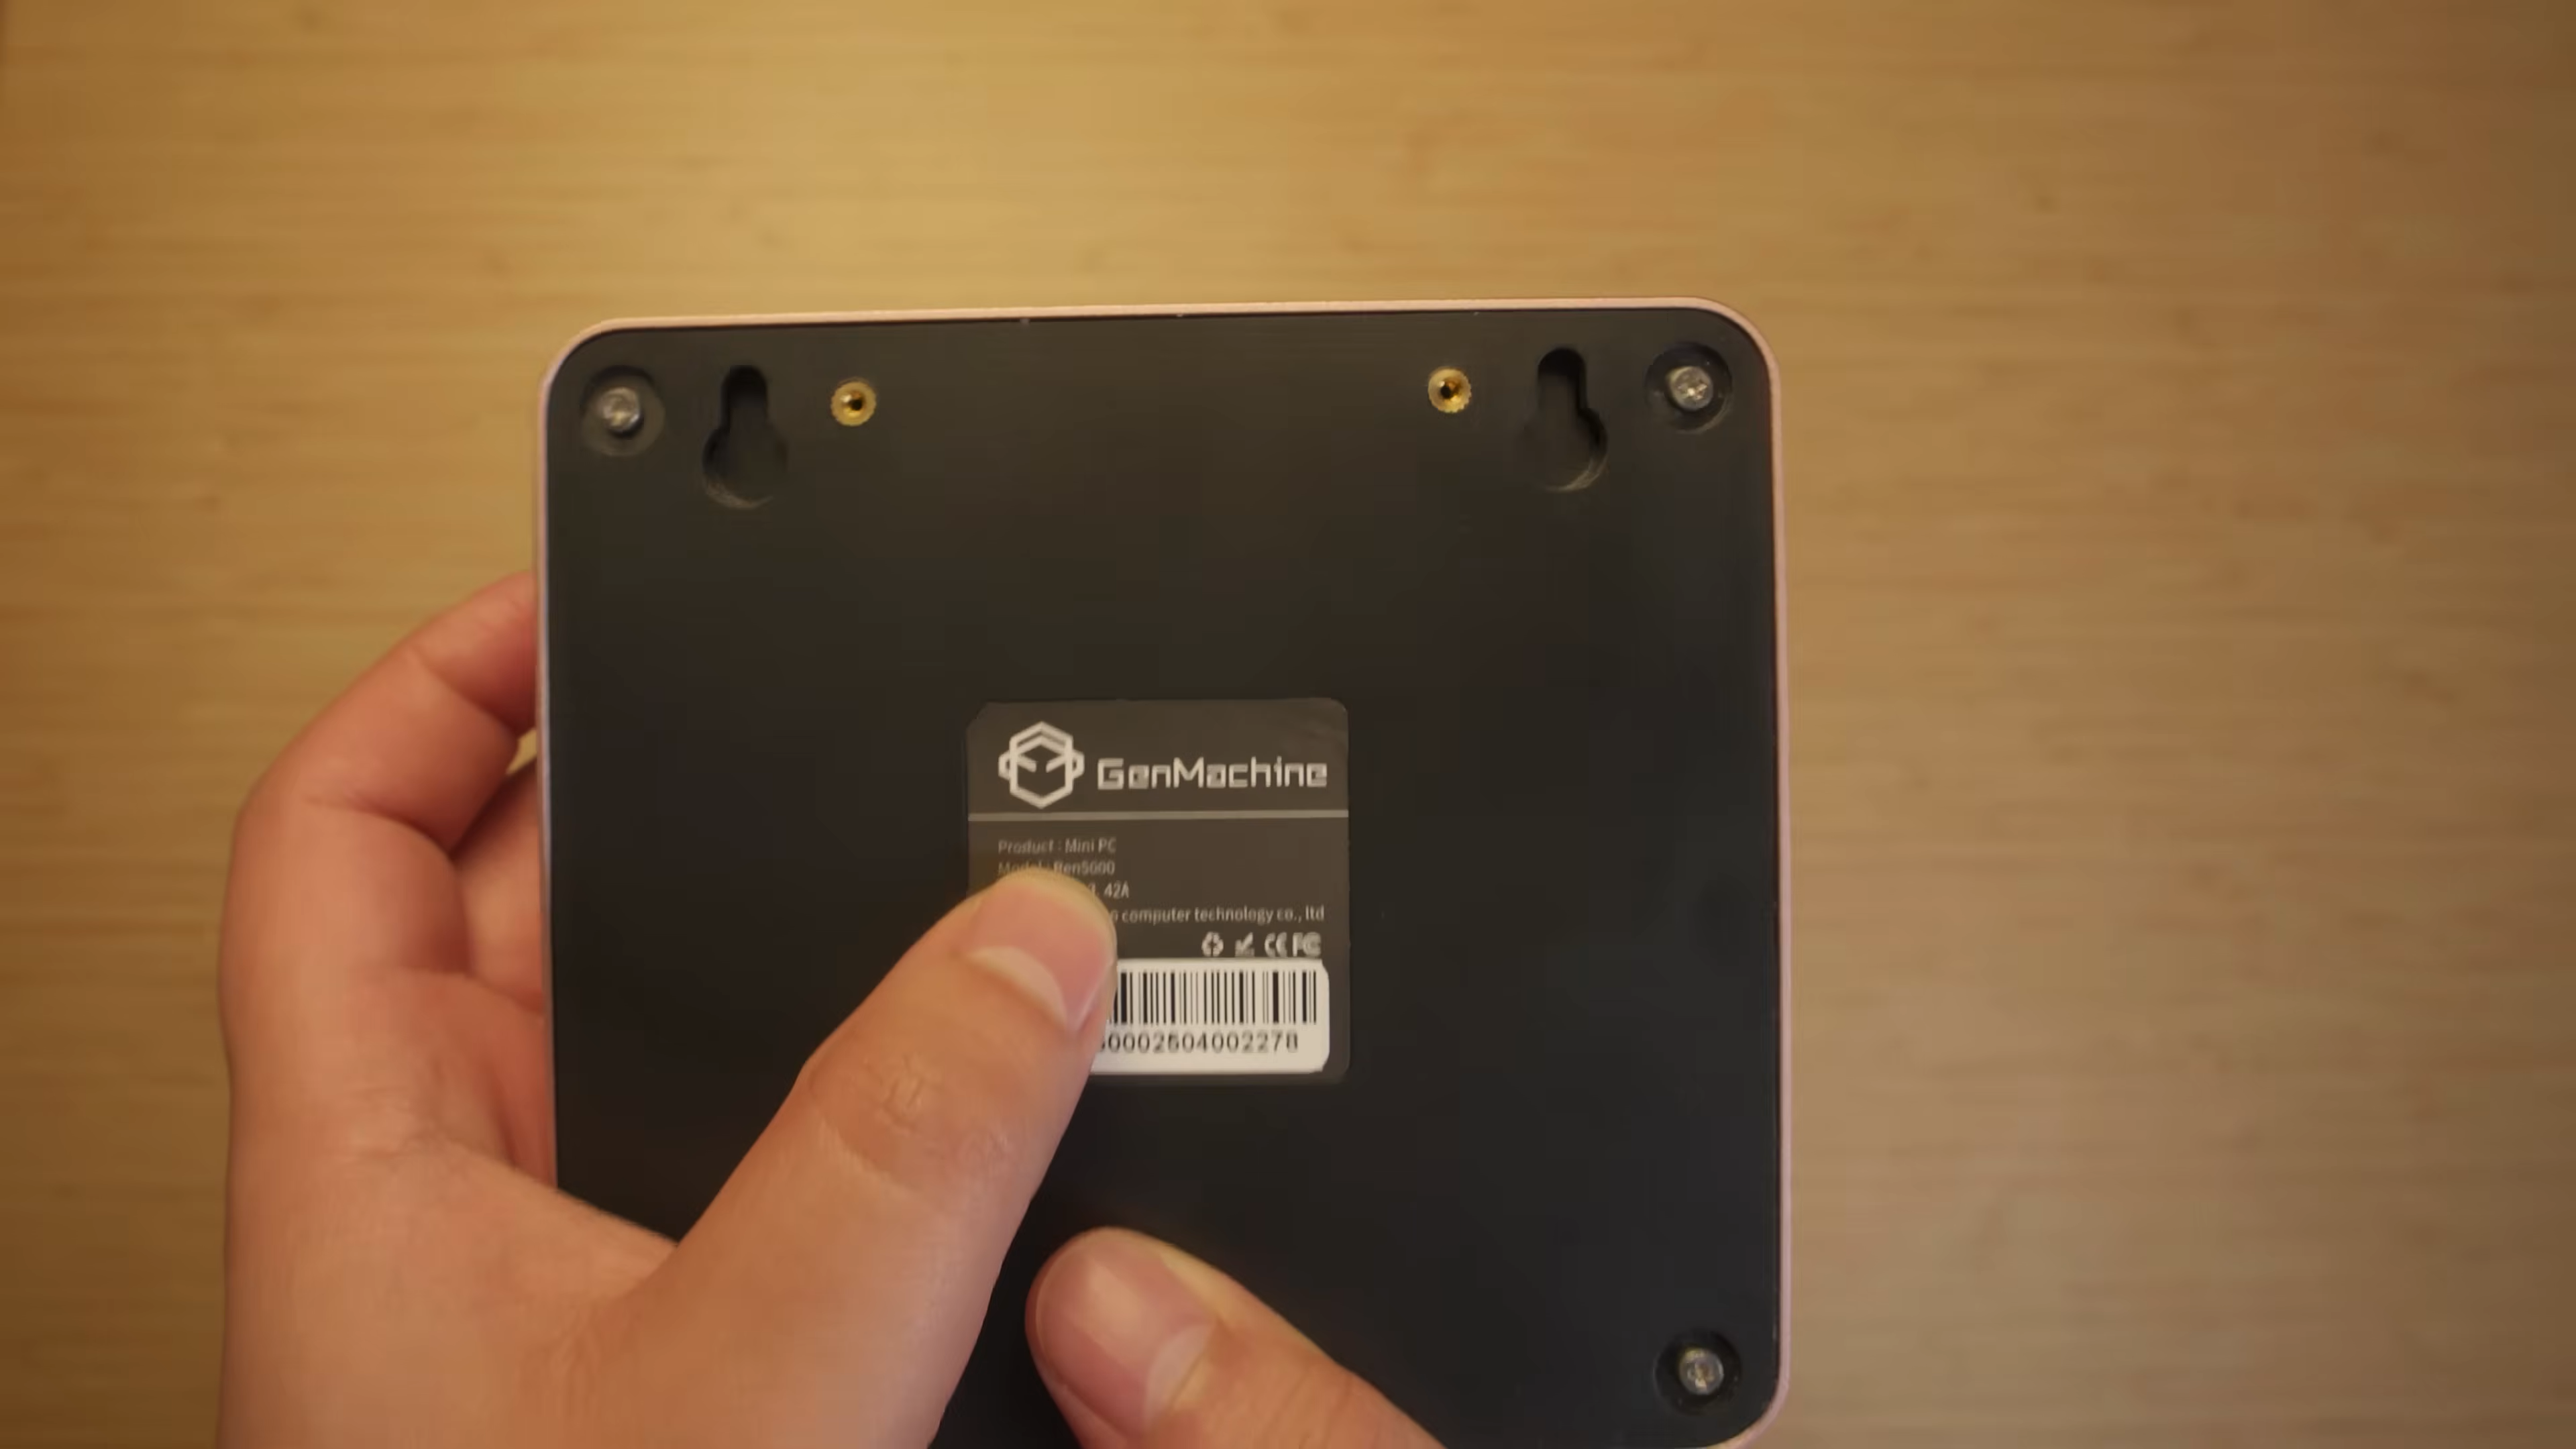 GenMachine
Product : Mini PC
Model : Ren5000
42A
computer technology co., ltd
CE FC
0002504002278